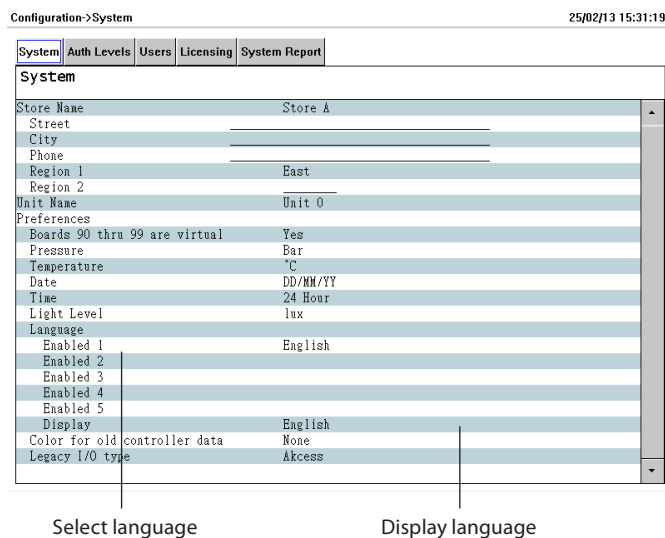 Configuration->System 25/02/13 15:31:19
System Auth Levels Users Licensing System Report
System
Store Name Store A
Street
City
Phone
Region 1 East
Region 2
Unit Name Unit 0
Preferences
Boards 90 thru 99 are virtual Yes
Pressure Bar
Temperature °C
Date DD/MM/YY
Time 24 Hour
Light Level lux
Language
Enabled 1 English
Enabled 2
Enabled 3
Enabled 4
Enabled 5
Display English
Color for old controller data None
Legacy I/O type Akcess
Select language Display language